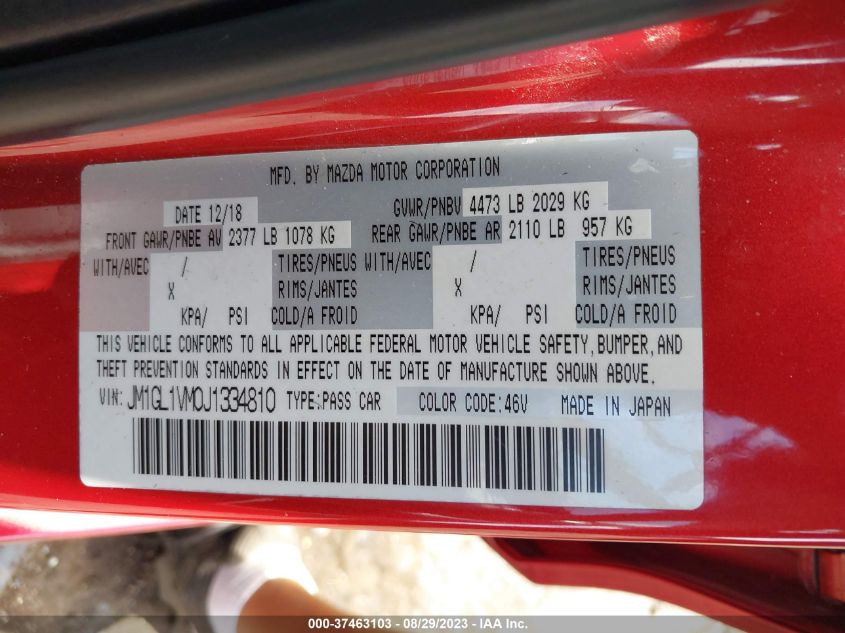 MFD. BY MAZDA MOTOR CORPORATION
DATE 12/18 GVWR/PNBV 4473 LB 2029 KG
FRONT GAWR/PNBE AV 2377 LB 1078 KG REAR GAWR/PNBE AR 2110 LB 957 KG
WITH/AVEC / TIRES/PNEUS WITH/AVEC / TIRES/PNEUS
X RIMS/JANTES X RIMS/JANTES
KPA/ PSI COLD/A FROID KPA/ PSI COLD/A FROID
THIS VEHICLE CONFORMS TO ALL APPLICABLE FEDERAL MOTOR VEHICLE SAFETY, BUMPER, AND
THEFT PREVENTION STANDARDS IN EFFECT ON THE DATE OF MANUFACTURE SHOWN ABOVE.
VIN: JM1GL1VM0J1334810 TYPE:PASS CAR COLOR CODE:46V MADE IN JAPAN
000-37463103 - 08/29/2023 - IAA Inc.